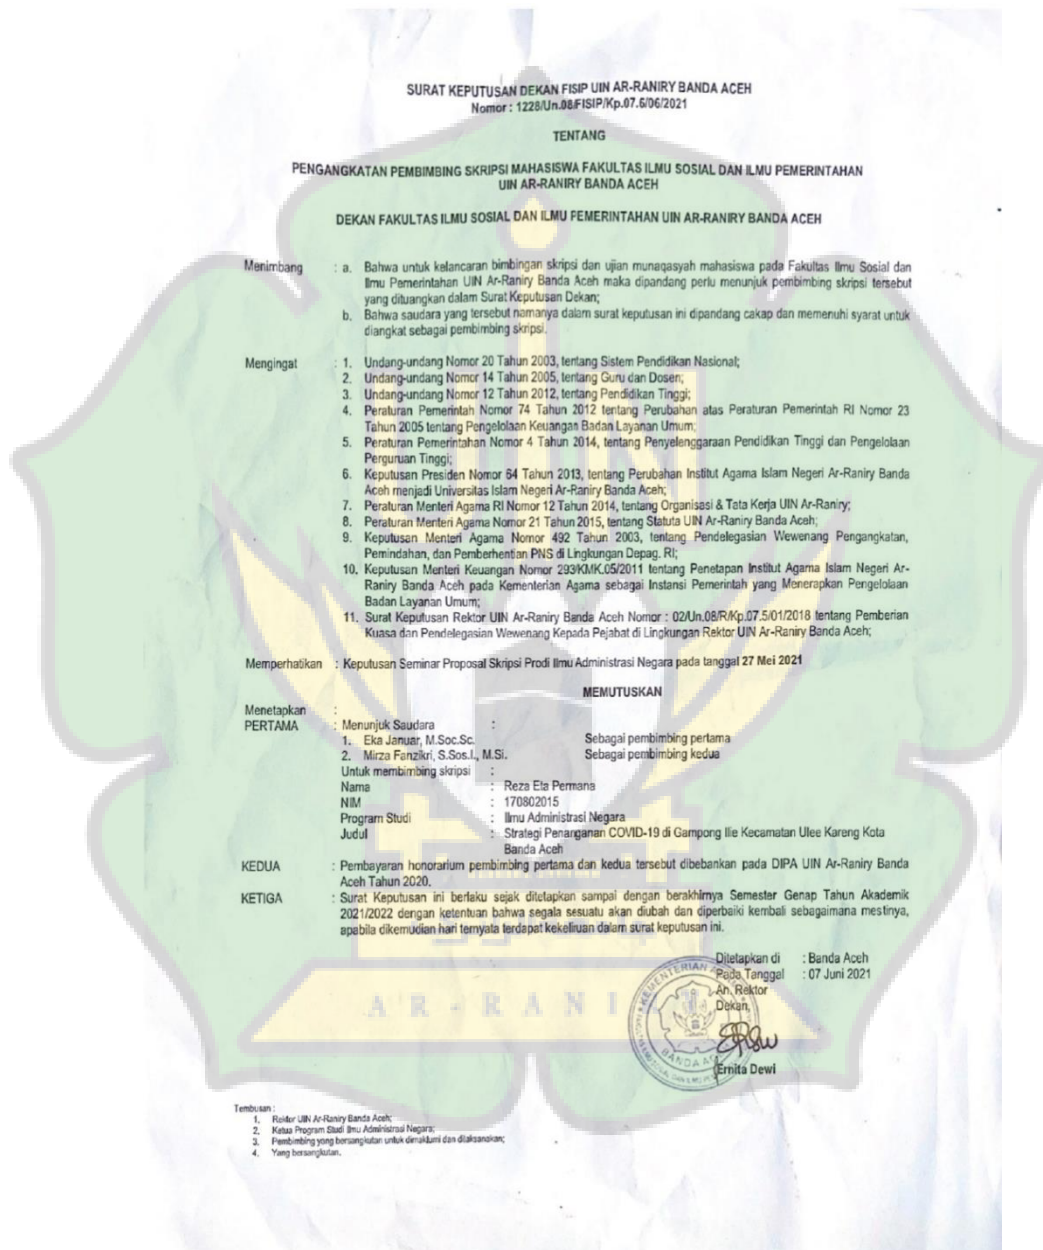 SURAT KEPUTUSAN DEKAN FISIP UIN AR-RANIRY BANDA ACEH
Nomor : 1228/Un.08/FISIP/Kp.07.6/06/2021
TENTANG
PENGANGKATAN PEMBIMBING SKRIPSI MAHASISWA FAKULTAS ILMU SOSIAL DAN ILMU PEMERINTAHAN
UIN AR-RANIRY BANDA ACEH
DEKAN FAKULTAS ILMU SOSIAL DAN ILMU PEMERINTAHAN UIN AR-RANIRY BANDA ACEH
Menimbang : a. Bahwa untuk kelancaran bimbingan skripsi dan ujian munaqasyah mahasiswa pada Fakultas Ilmu Sosial dan
Ilmu Pemerintahan UIN Ar-Raniry Banda Aceh maka dipandang perlu menunjuk pembimbing skripsi tersebut
yang dituangkan dalam Surat Keputusan Dekan;
b. Bahwa saudara yang tersebut namanya dalam surat keputusan ini dipandang cakap dan memenuhi syarat untuk
diangkat sebagai pembimbing skripsi.
Mengingat : 1. Undang-undang Nomor 20 Tahun 2003, tentang Sistem Pendidikan Nasional;
2. Undang-undang Nomor 14 Tahun 2005, tentang Guru dan Dosen;
3. Undang-undang Nomor 12 Tahun 2012, tentang Pendidikan Tinggi;
4. Peraturan Pemerintah Nomor 74 Tahun 2012 tentang Perubahan atas Peraturan Pemerintah RI Nomor 23
Tahun 2005 tentang Pengelolaan Keuangan Badan Layanan Umum;
5. Peraturan Pemerintahan Nomor 4 Tahun 2014, tentang Penyelenggaraan Pendidikan Tinggi dan Pengelolaan
Perguruan Tinggi;
6. Keputusan Presiden Nomor 64 Tahun 2013, tentang Perubahan Institut Agama Islam Negeri Ar-Raniry Banda
Aceh menjadi Universitas Islam Negeri Ar-Raniry Banda Aceh;
7. Peraturan Menteri Agama RI Nomor 12 Tahun 2014, tentang Organisasi & Tata Kerja UIN Ar-Raniry;
8. Peraturan Menteri Agama Nomor 21 Tahun 2015, tentang Statuta UIN Ar-Raniry Banda Aceh;
9. Keputusan Menteri Agama Nomor 492 Tahun 2003, tentang Pendelegasian Wewenang Pengangkatan,
Pemindahan, dan Pemberhentian PNS di Lingkungan Depag. RI;
10. Keputusan Menteri Keuangan Nomor 293/KMK.05/2011 tentang Penetapan Institut Agama Islam Negeri Ar-
Raniry Banda Aceh pada Kementerian Agama sebagai Instansi Pemerintah yang Menerapkan Pengelolaan
Badan Layanan Umum;
11. Surat Keputusan Rektor UIN Ar-Raniry Banda Aceh Nomor : 02/Un.08/R/Kp.07.5/01/2018 tentang Pemberian
Kuasa dan Pendelegasian Wewenang Kepada Pejabat di Lingkungan Rektor UIN Ar-Raniry Banda Aceh;
Memperhatikan : Keputusan Seminar Proposal Skripsi Prodi Ilmu Administrasi Negara pada tanggal 27 Mei 2021
MEMUTUSKAN
Menetapkan :
PERTAMA : Menunjuk Saudara :
1. Eka Januar, M.Soc.Sc. Sebagai pembimbing pertama
2. Mirza Fanzikri, S.Sos.I., M.Si. Sebagai pembimbing kedua
Untuk membimbing skripsi :
Nama : Reza Eta Permana
NIM : 170802015
Program Studi : Ilmu Administrasi Negara
Judul : Strategi Penanganan COVID-19 di Gampong Ilie Kecamatan Ulee Kareng Kota
Banda Aceh
KEDUA : Pembayaran honorarium pembimbing pertama dan kedua tersebut dibebankan pada DIPA UIN Ar-Raniry Banda
Aceh Tahun 2020.
KETIGA : Surat Keputusan ini berlaku sejak ditetapkan sampai dengan berakhirnya Semester Genap Tahun Akademik
2021/2022 dengan ketentuan bahwa segala sesuatu akan diubah dan diperbaiki kembali sebagaimana mestinya,
apabila dikemudian hari ternyata terdapat kekeliruan dalam surat keputusan ini.
Ditetapkan di : Banda Aceh
Pada Tanggal : 07 Juni 2021
An. Rektor
Dekan,
Ernita Dewi
BANDA ACEH
AR-RANIRY
Tembusan :
1. Rektor UIN Ar-Raniry Banda Aceh;
2. Ketua Program Studi Ilmu Administrasi Negara;
3. Pembimbing yang bersangkutan untuk dimaklumi dan dilaksanakan;
4. Yang bersangkutan.